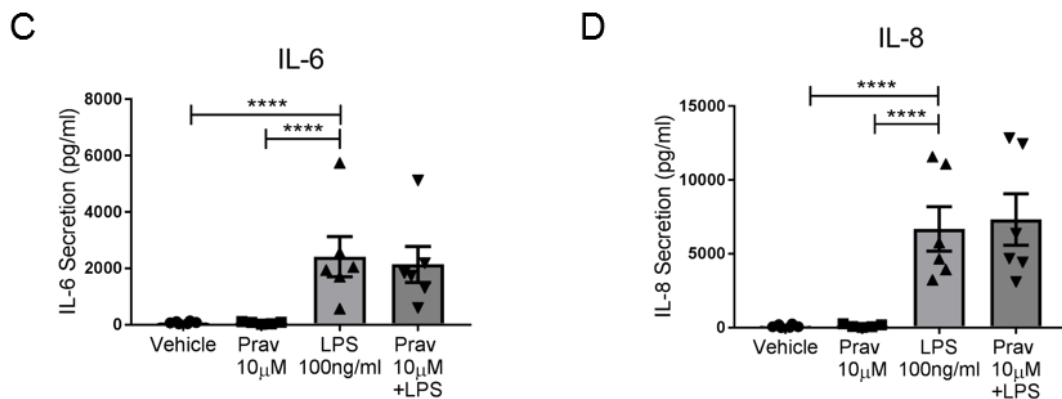 C
IL-6
IL-6 Secretion (pg/ml)
8000
6000
4000
2000
0
****
****
Vehicle
Prav
10μM
LPS
100ng/ml
Prav
10μM
+LPS
D
IL-8
IL-8 Secretion (pg/ml)
15000
10000
5000
0
****
****
Vehicle
Prav
10μM
LPS
100ng/ml
Prav
10μM
+LPS